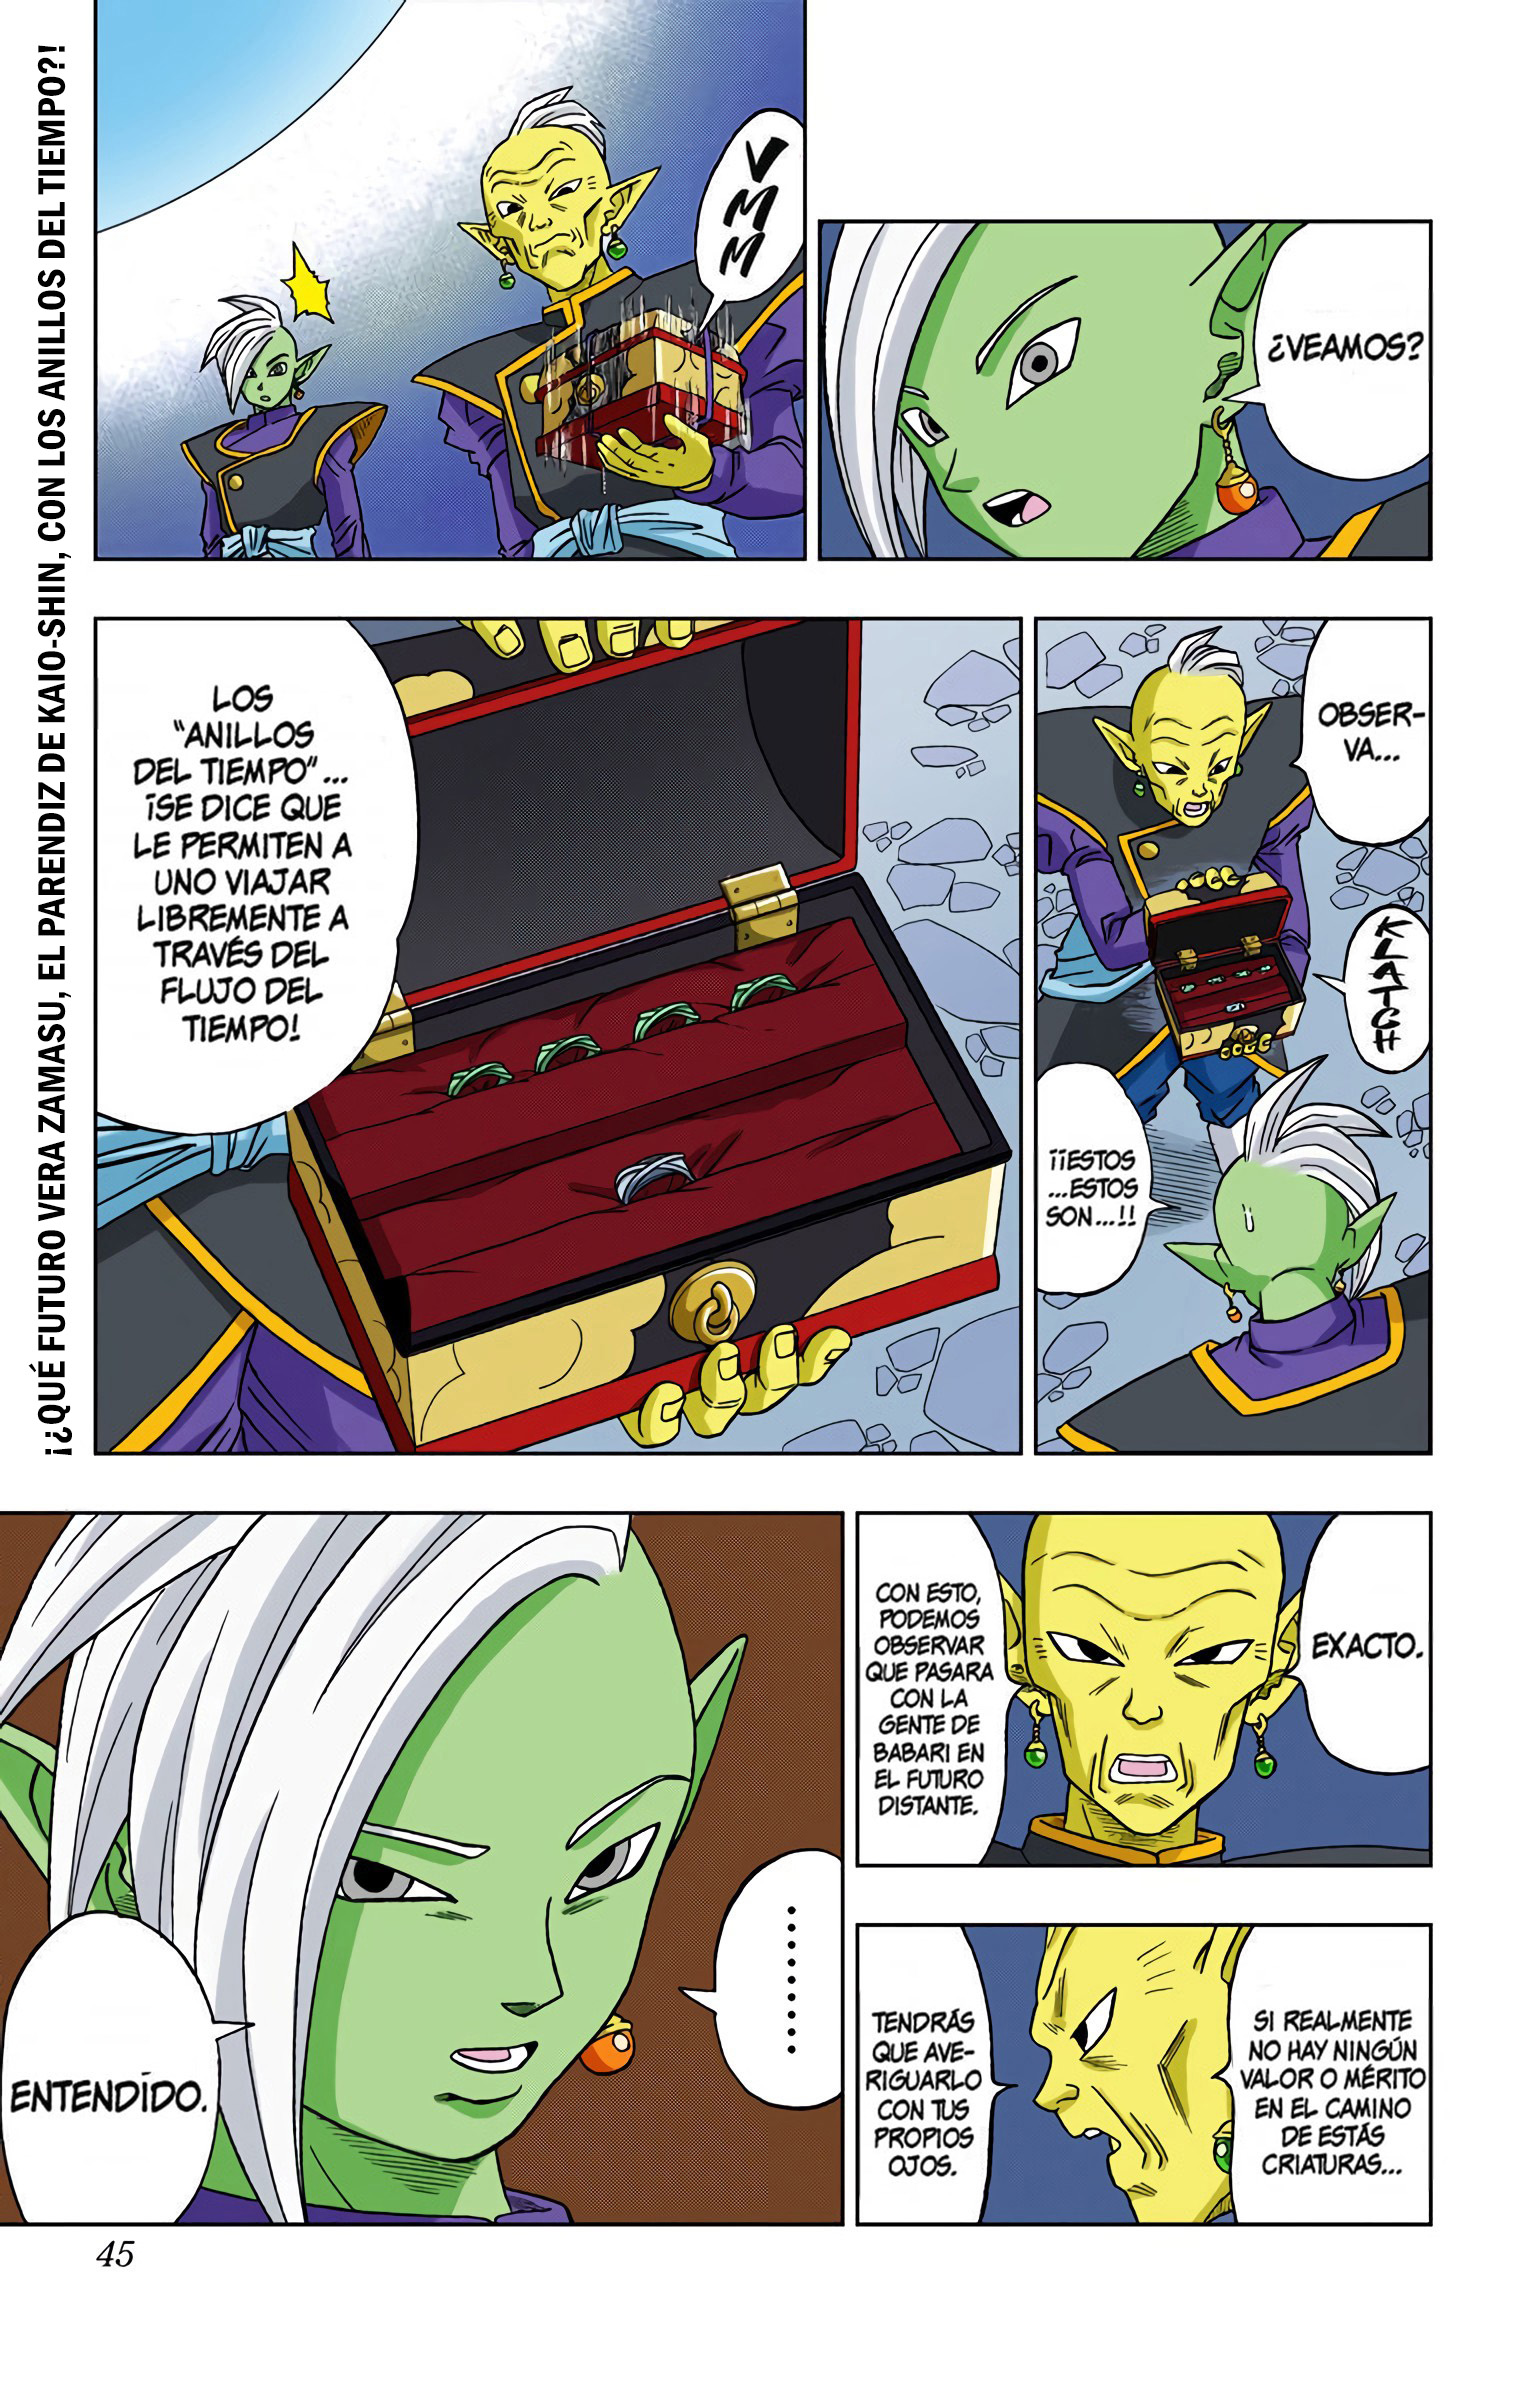 ¡¿QUÉ FUTURO VERA ZAMASU, EL PARENDIZ DE KAIO-SHIN, CON LOS ANILLOS DEL TIEMPO?!
¿VEAMOS?
VMM
OBSER-
VA...
KLATCH
¡¡ESTOS
...ESTOS
SON...!!
LOS
"ANILLOS
DEL TIEMPO"...
¡SE DICE QUE
LE PERMITEN A
UNO VIAJAR
LIBREMENTE A
TRAVÉS DEL
FLUJO DEL
TIEMPO!
EXACTO.
CON ESTO,
PODEMOS
OBSERVAR
QUE PASARA
CON LA
GENTE DE
BABARI EN
EL FUTURO
DISTANTE.
SI REALMENTE
NO HAY NINGÚN
VALOR O MÉRITO
EN EL CAMINO
DE ESTÁS
CRIATURAS...
TENDRÁS
QUE AVE-
RIGUARLO
CON TUS
PROPIOS
OJOS.
.........
ENTENDÍDO.
45